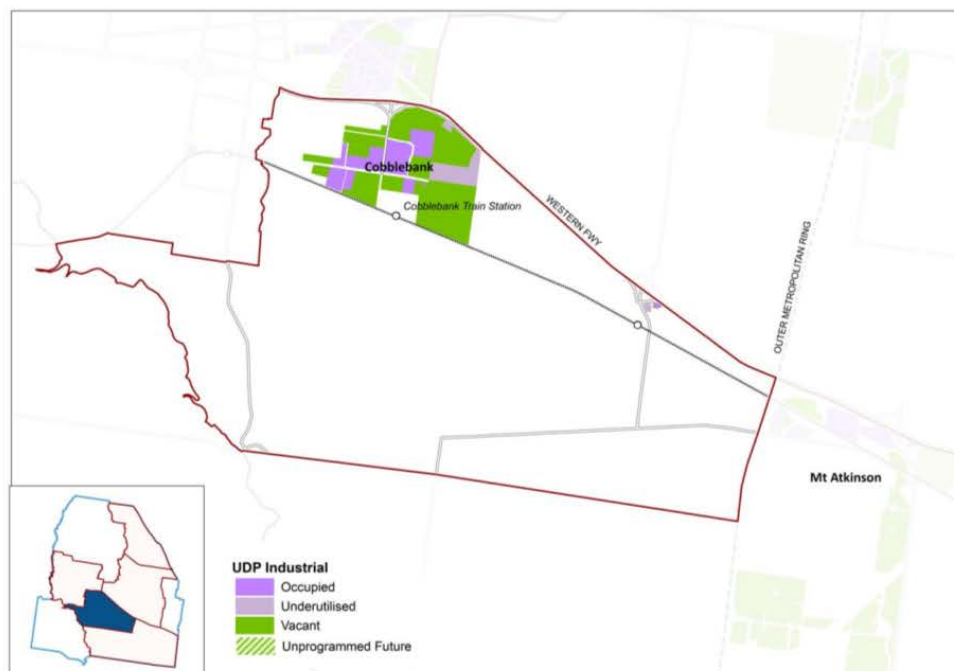 Cobblebank
Cobblebank Train Station
WESTERN FWY
OUTER METROPOLITAN RING
Mt Atkinson
UDP Industrial
Occupied
Underutilised
Vacant
Unprogrammed Future